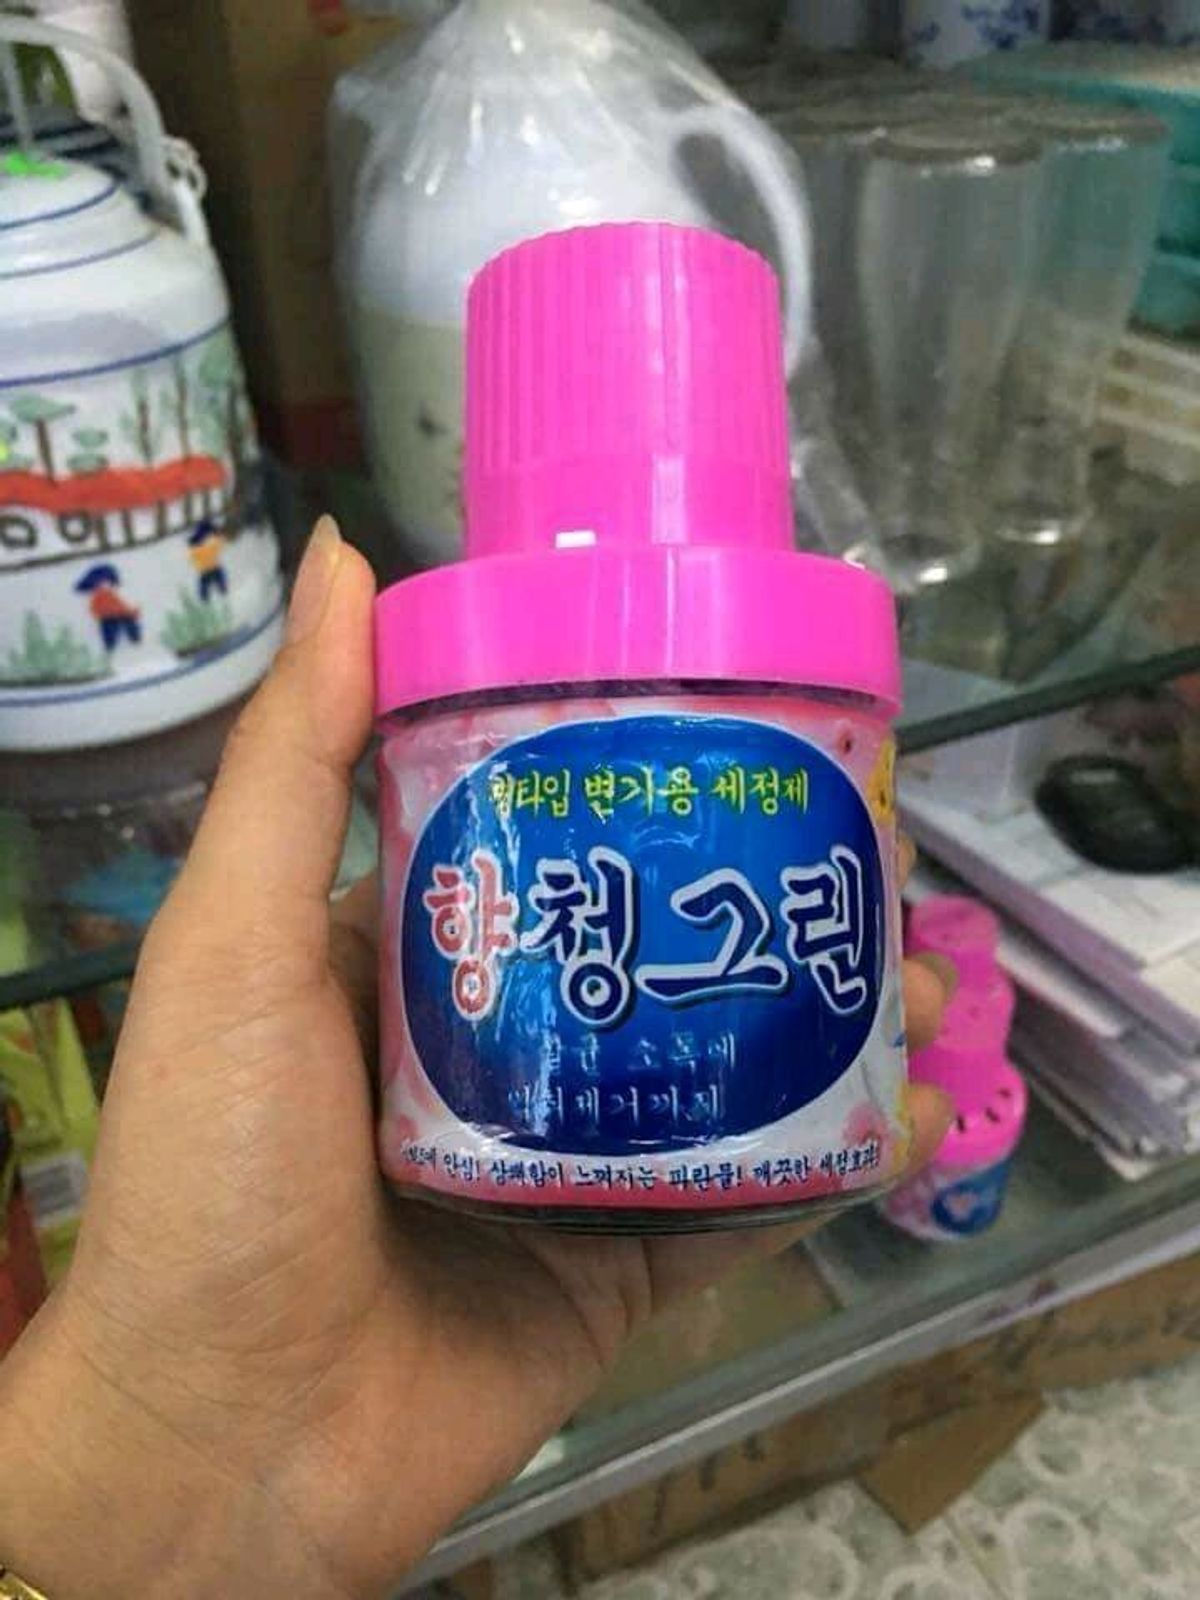 변기용 세정제
향청그린
살균 소독에
악취제거까지
안심! 상쾌함이 느껴지는 파란물! 깨끗한 세정효과!